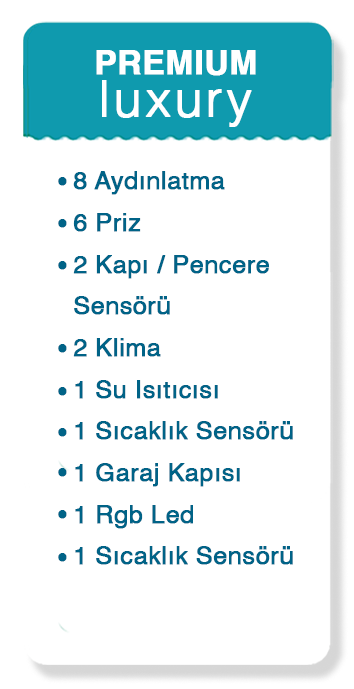 PREMIUM
luxury
• 8 Aydınlatma
• 6 Priz
• 2 Kapı / Pencere
Sensörü
• 2 Klima
• 1 Su Isıtıcısı
• 1 Sıcaklık Sensörü
• 1 Garaj Kapısı
• 1 Rgb Led
• 1 Sıcaklık Sensörü